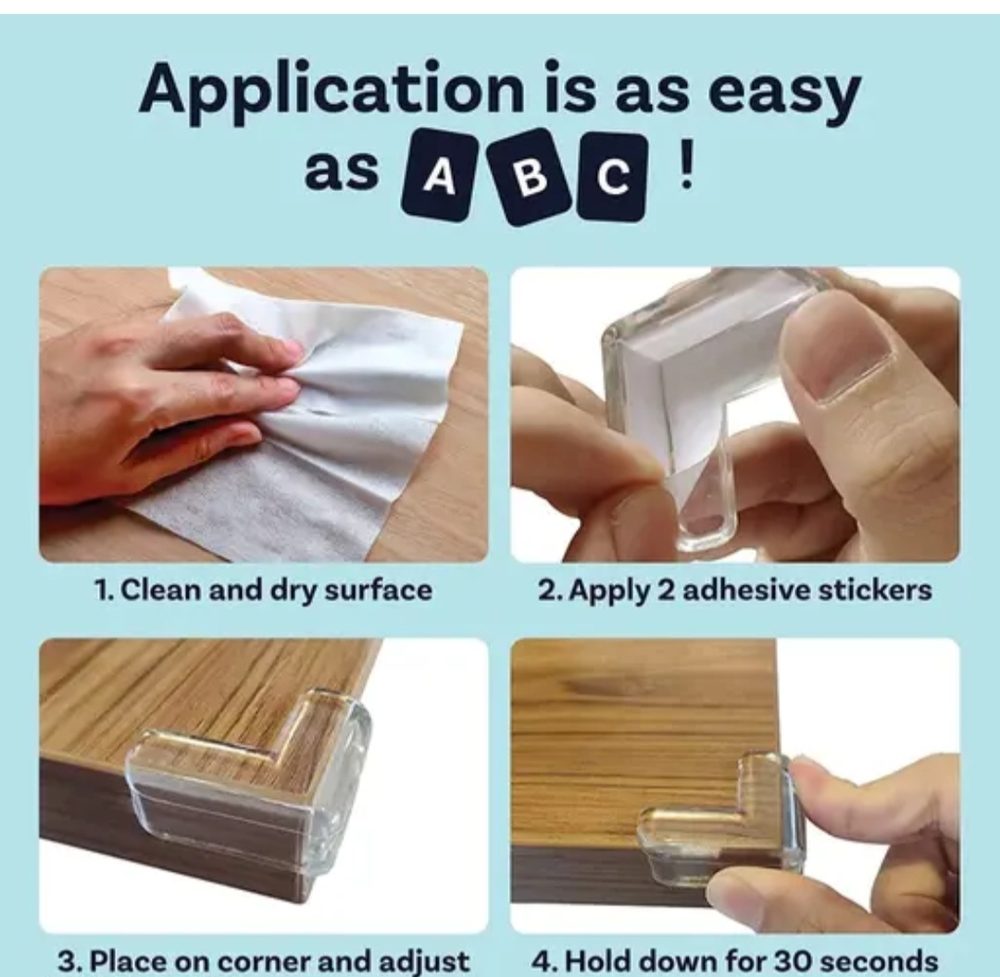 Application is as easy
as A B C !
1. Clean and dry surface
2. Apply 2 adhesive stickers
3. Place on corner and adjust
4. Hold down for 30 seconds